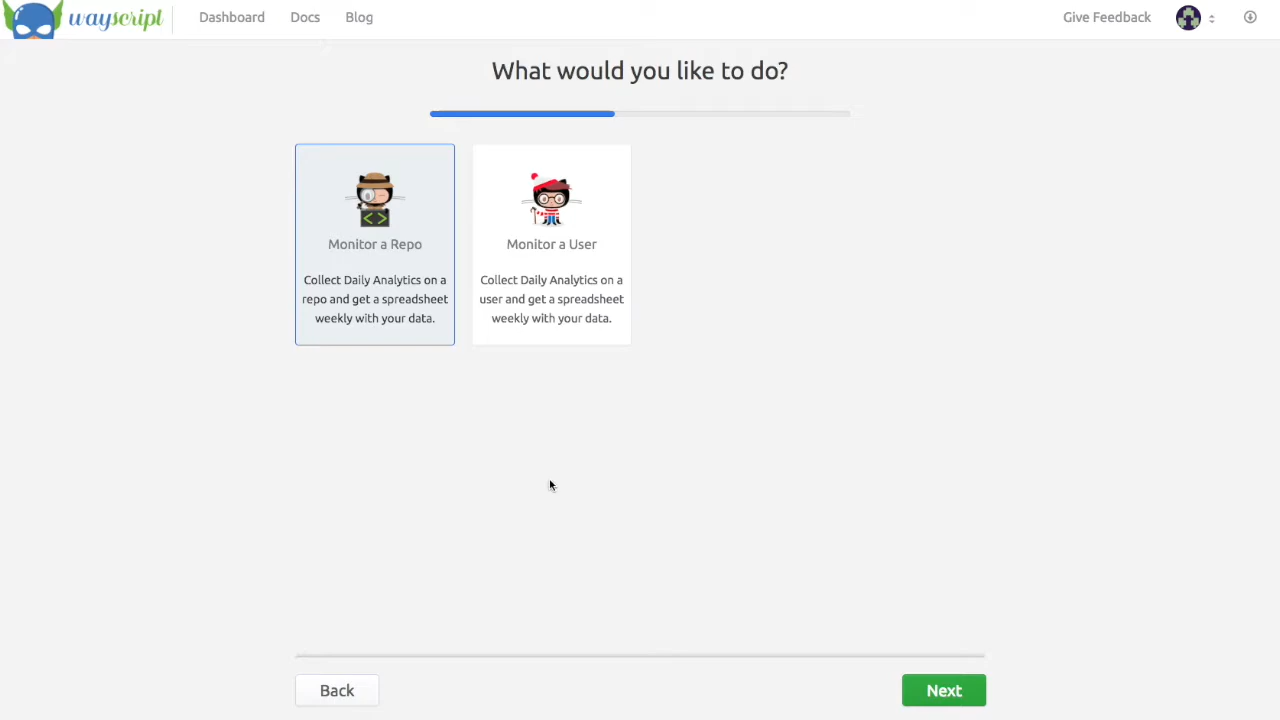 wayscript
Dashboard
Docs
Blog
Give Feedback
What would you like to do?
<>
Monitor a Repo
Collect Daily Analytics on a
repo and get a spreadsheet
weekly with your data.
Monitor a User
Collect Daily Analytics on a
user and get a spreadsheet
weekly with your data.
Back
Next